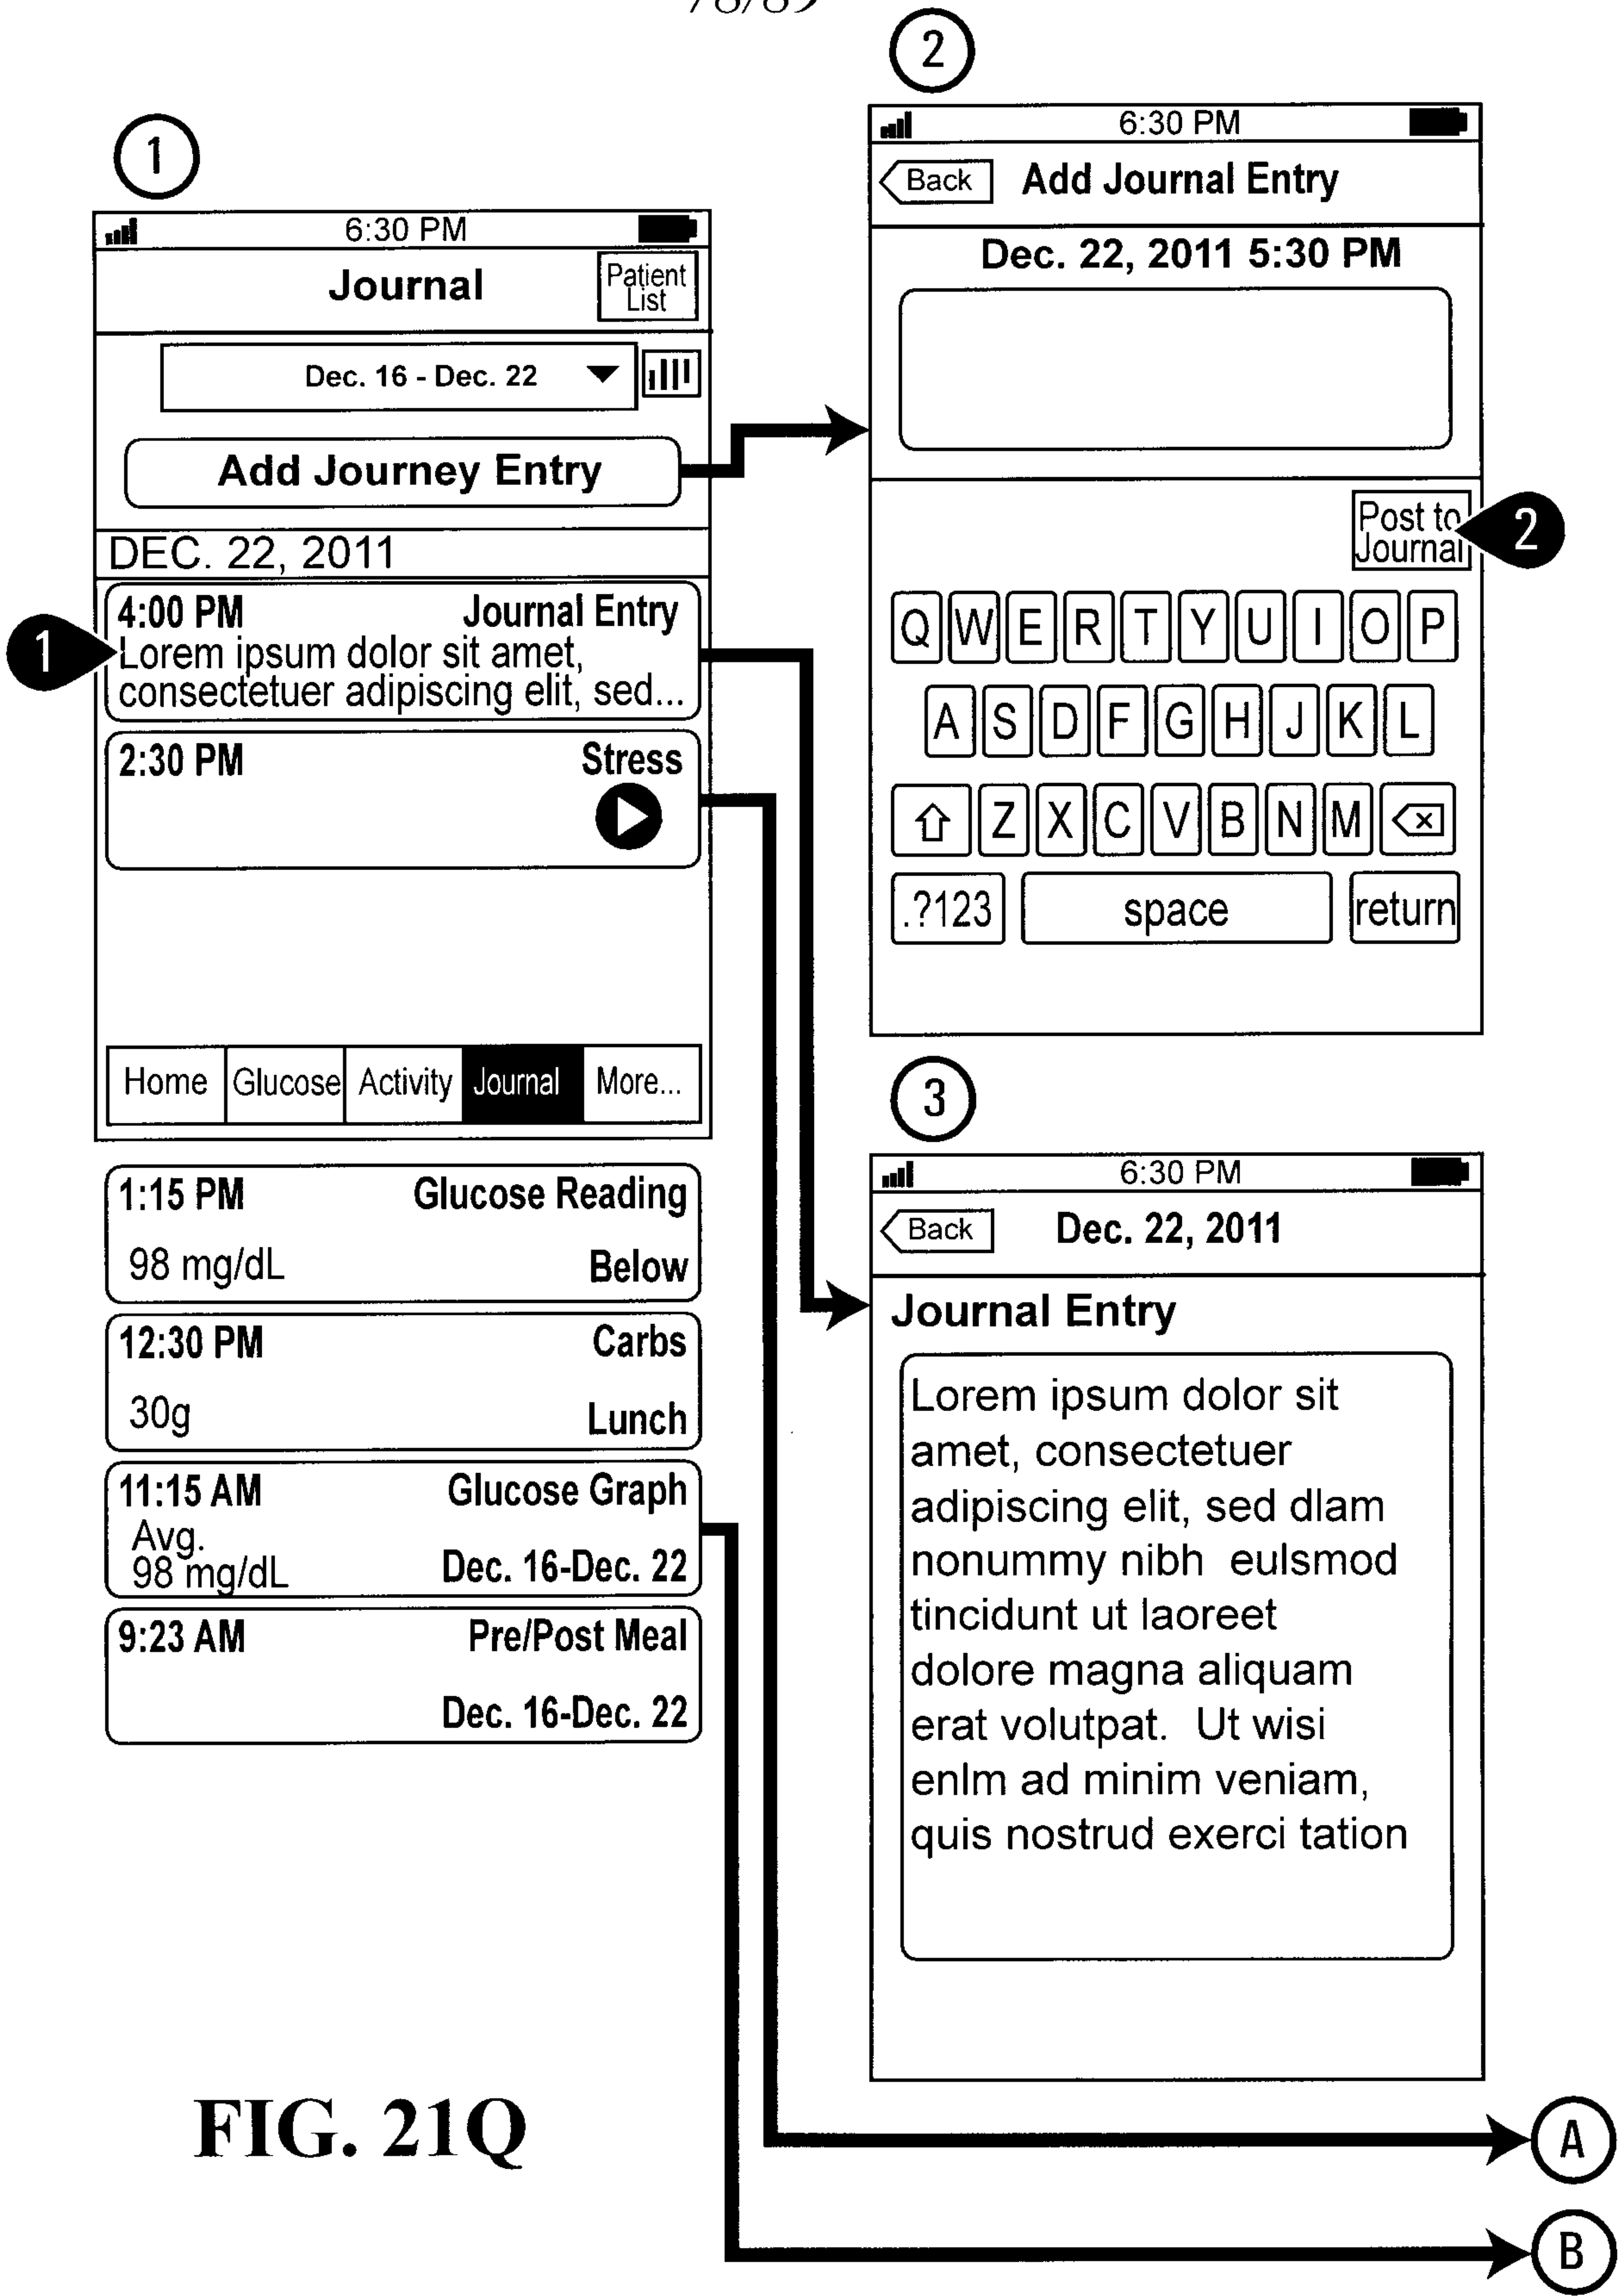 78/89
1
6:30 PM
Journal
Patient
List
Dec. 16 - Dec. 22
Add Journey Entry
DEC. 22, 2011
4:00 PM Journal Entry
1
Lorem ipsum dolor sit amet,
consectetuer adipiscing elit, sed...
2:30 PM Stress
Home Glucose Activity Journal More...
1:15 PM Glucose Reading
98 mg/dL Below
12:30 PM Carbs
30g Lunch
11:15 AM Glucose Graph
Avg.
98 mg/dL Dec. 16-Dec. 22
9:23 AM Pre/Post Meal
Dec. 16-Dec. 22
2
6:30 PM
Back Add Journal Entry
Dec. 22, 2011 5:30 PM
Post to
Journal
2
Q W E R T Y U I O P
A S D F G H J K L
Z X C V B N M
.?123 space return
3
6:30 PM
Back Dec. 22, 2011
Journal Entry
Lorem ipsum dolor sit
amet, consectetuer
adipiscing elit, sed dlam
nonummy nibh eulsmod
tincidunt ut laoreet
dolore magna aliquam
erat volutpat. Ut wisi
enlm ad minim veniam,
quis nostrud exerci tation
A
B
FIG. 21Q